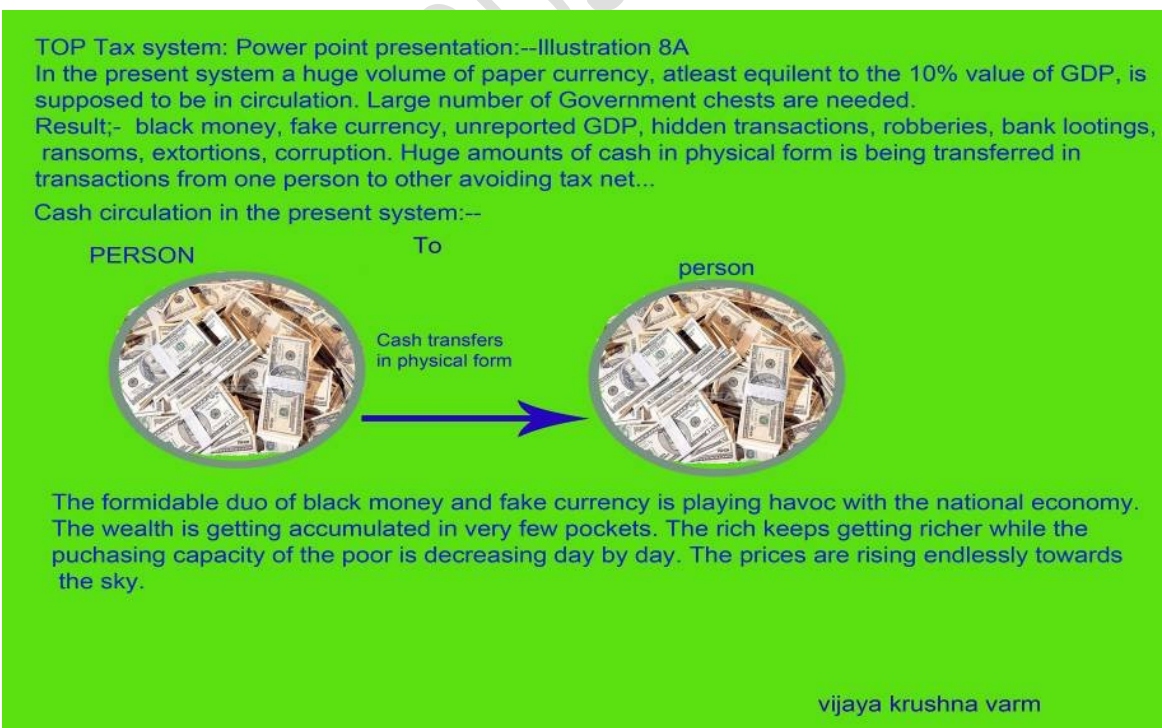 TOP Tax system: Power point presentation:--Illustration 8A
In the present system a huge volume of paper currency, atleast equilent to the 10% value of GDP, is
supposed to be in circulation. Large number of Government chests are needed.
Result;- black money, fake currency, unreported GDP, hidden transactions, robberies, bank lootings,
ransoms, extortions, corruption. Huge amounts of cash in physical form is being transferred in
transactions from one person to other avoiding tax net...
Cash circulation in the present system:--
PERSON
To
person
Cash transfers
in physical form
The formidable duo of black money and fake currency is playing havoc with the national economy.
The wealth is getting accumulated in very few pockets. The rich keeps getting richer while the
puchasing capacity of the poor is decreasing day by day. The prices are rising endlessly towards
the sky.
vijaya krushna varm